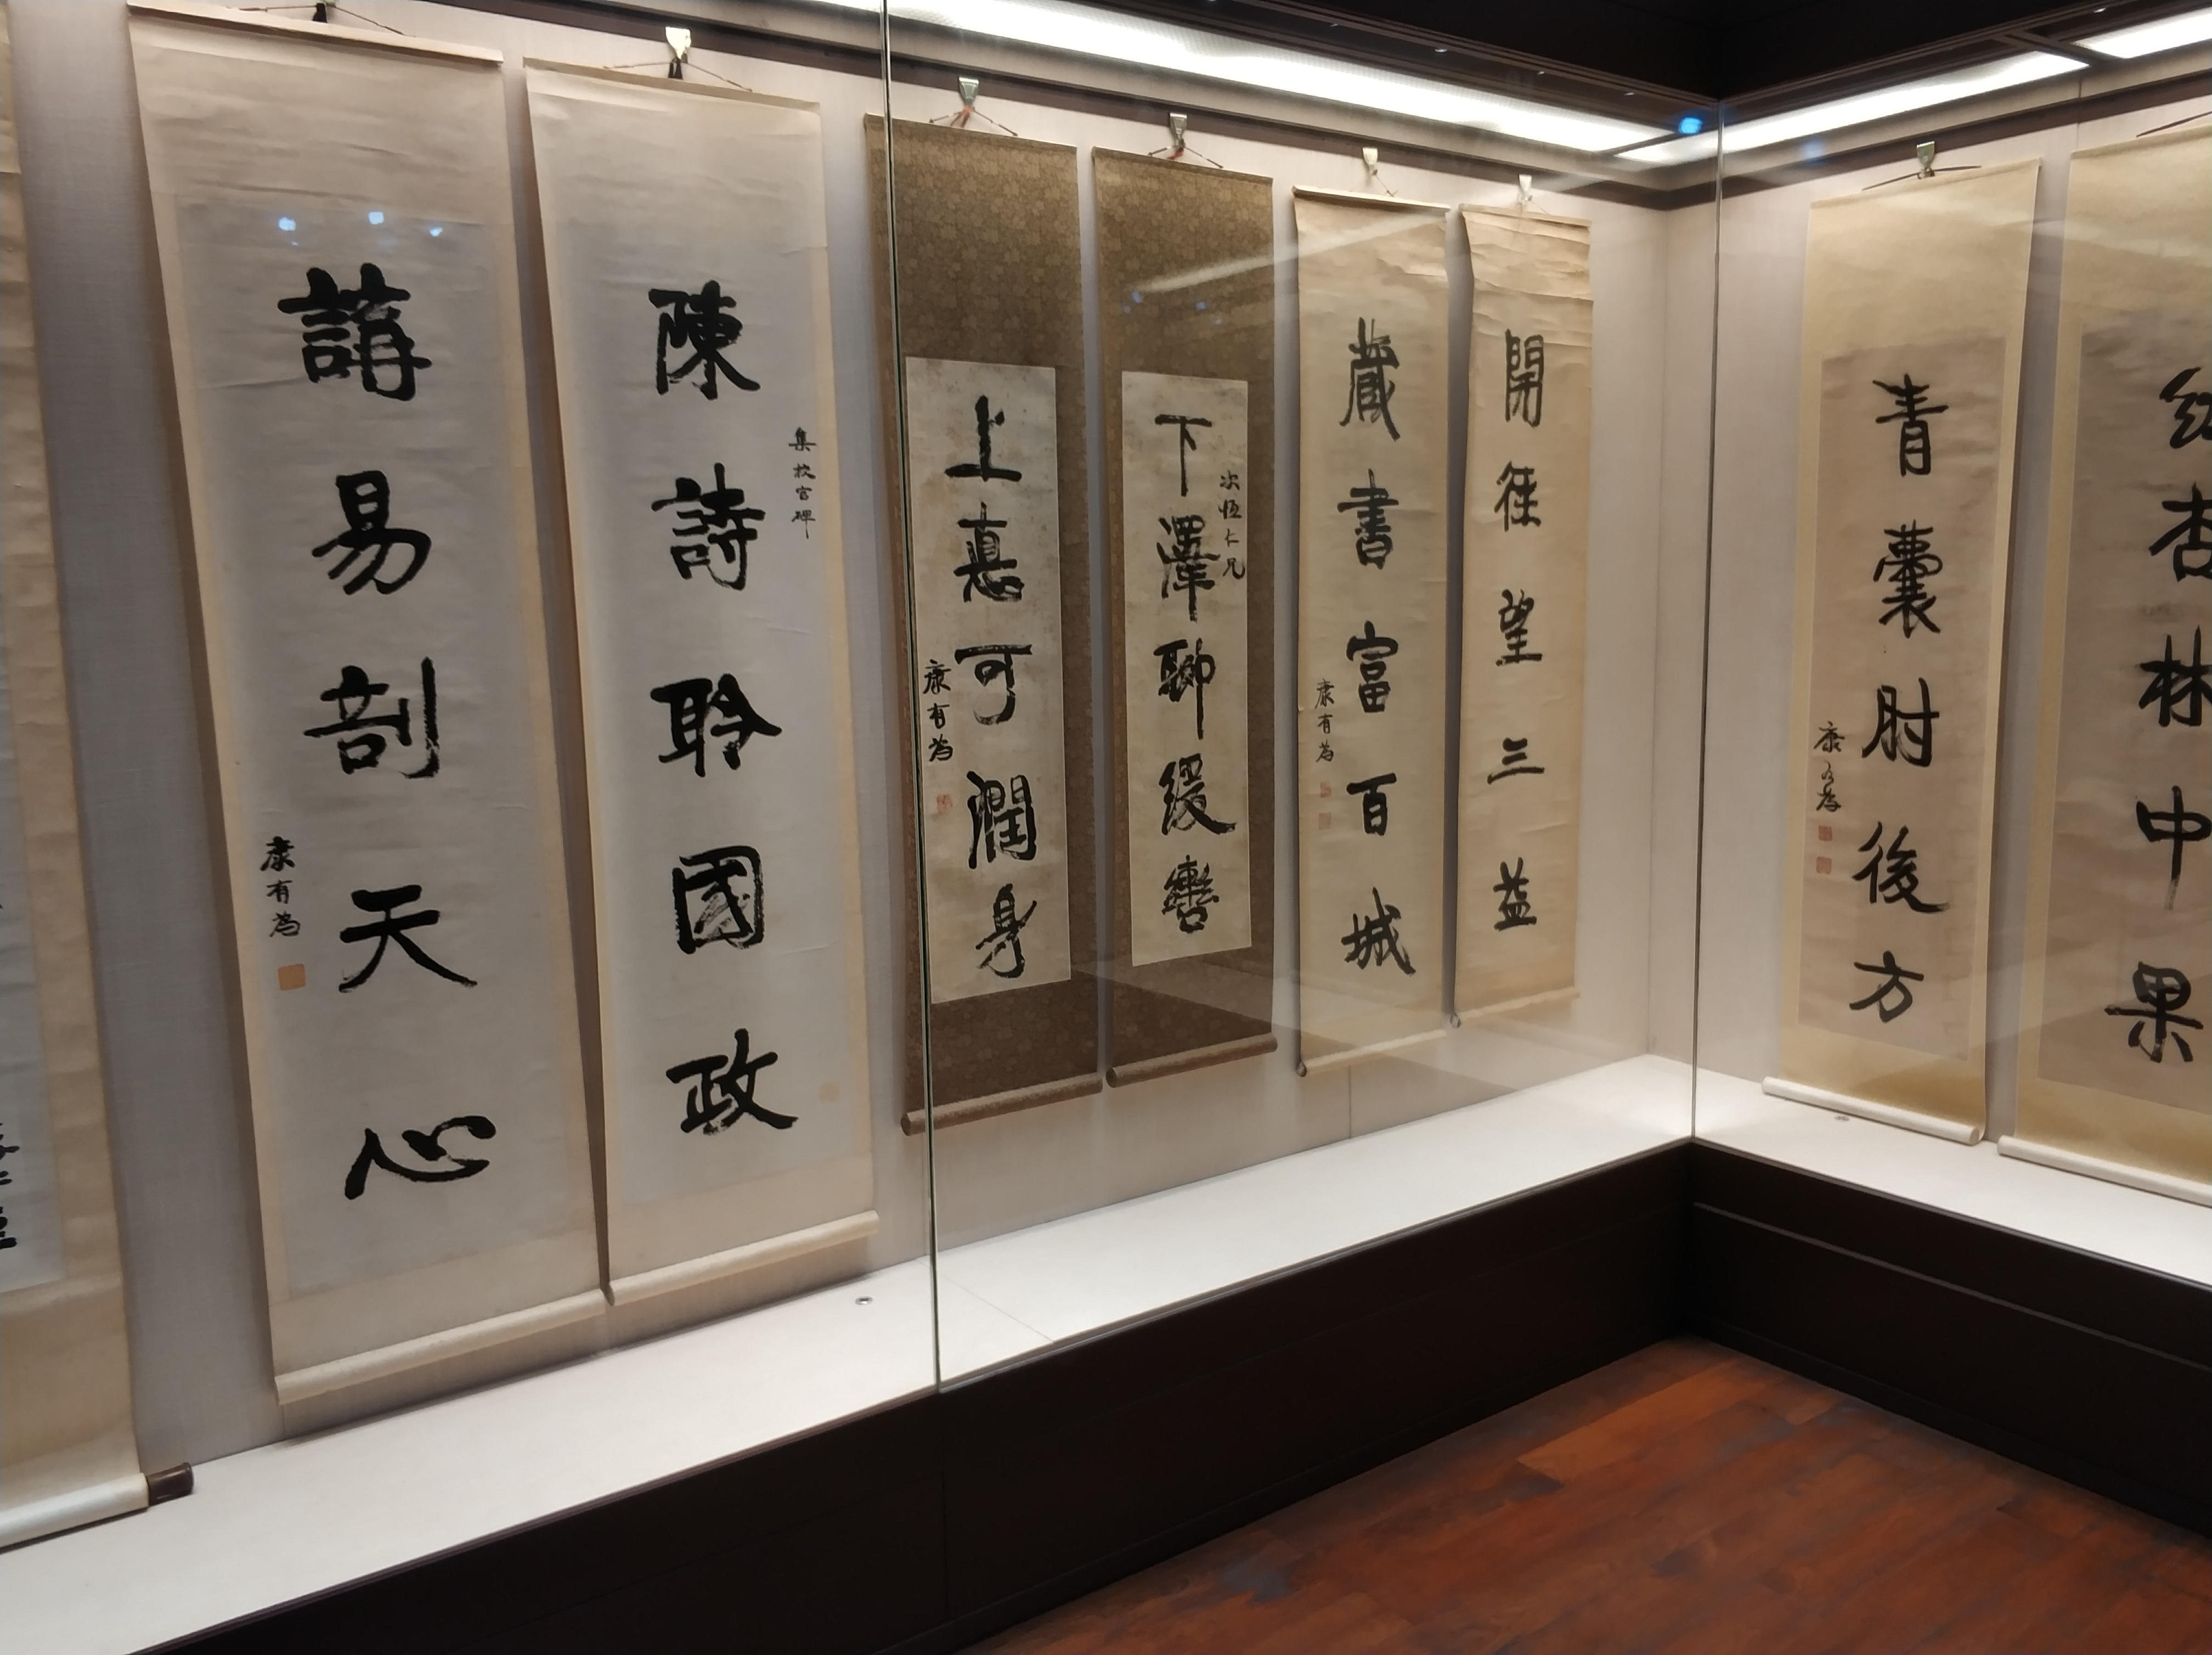 講易剖天心
康有為
陳詩聆國政
集校官碑
上惪可潤身
康有為
下澤聊緩轡
次恆仁兄
藏書富百城
康有為
開徑望三益
青囊肘後方
康有為
杏林中果